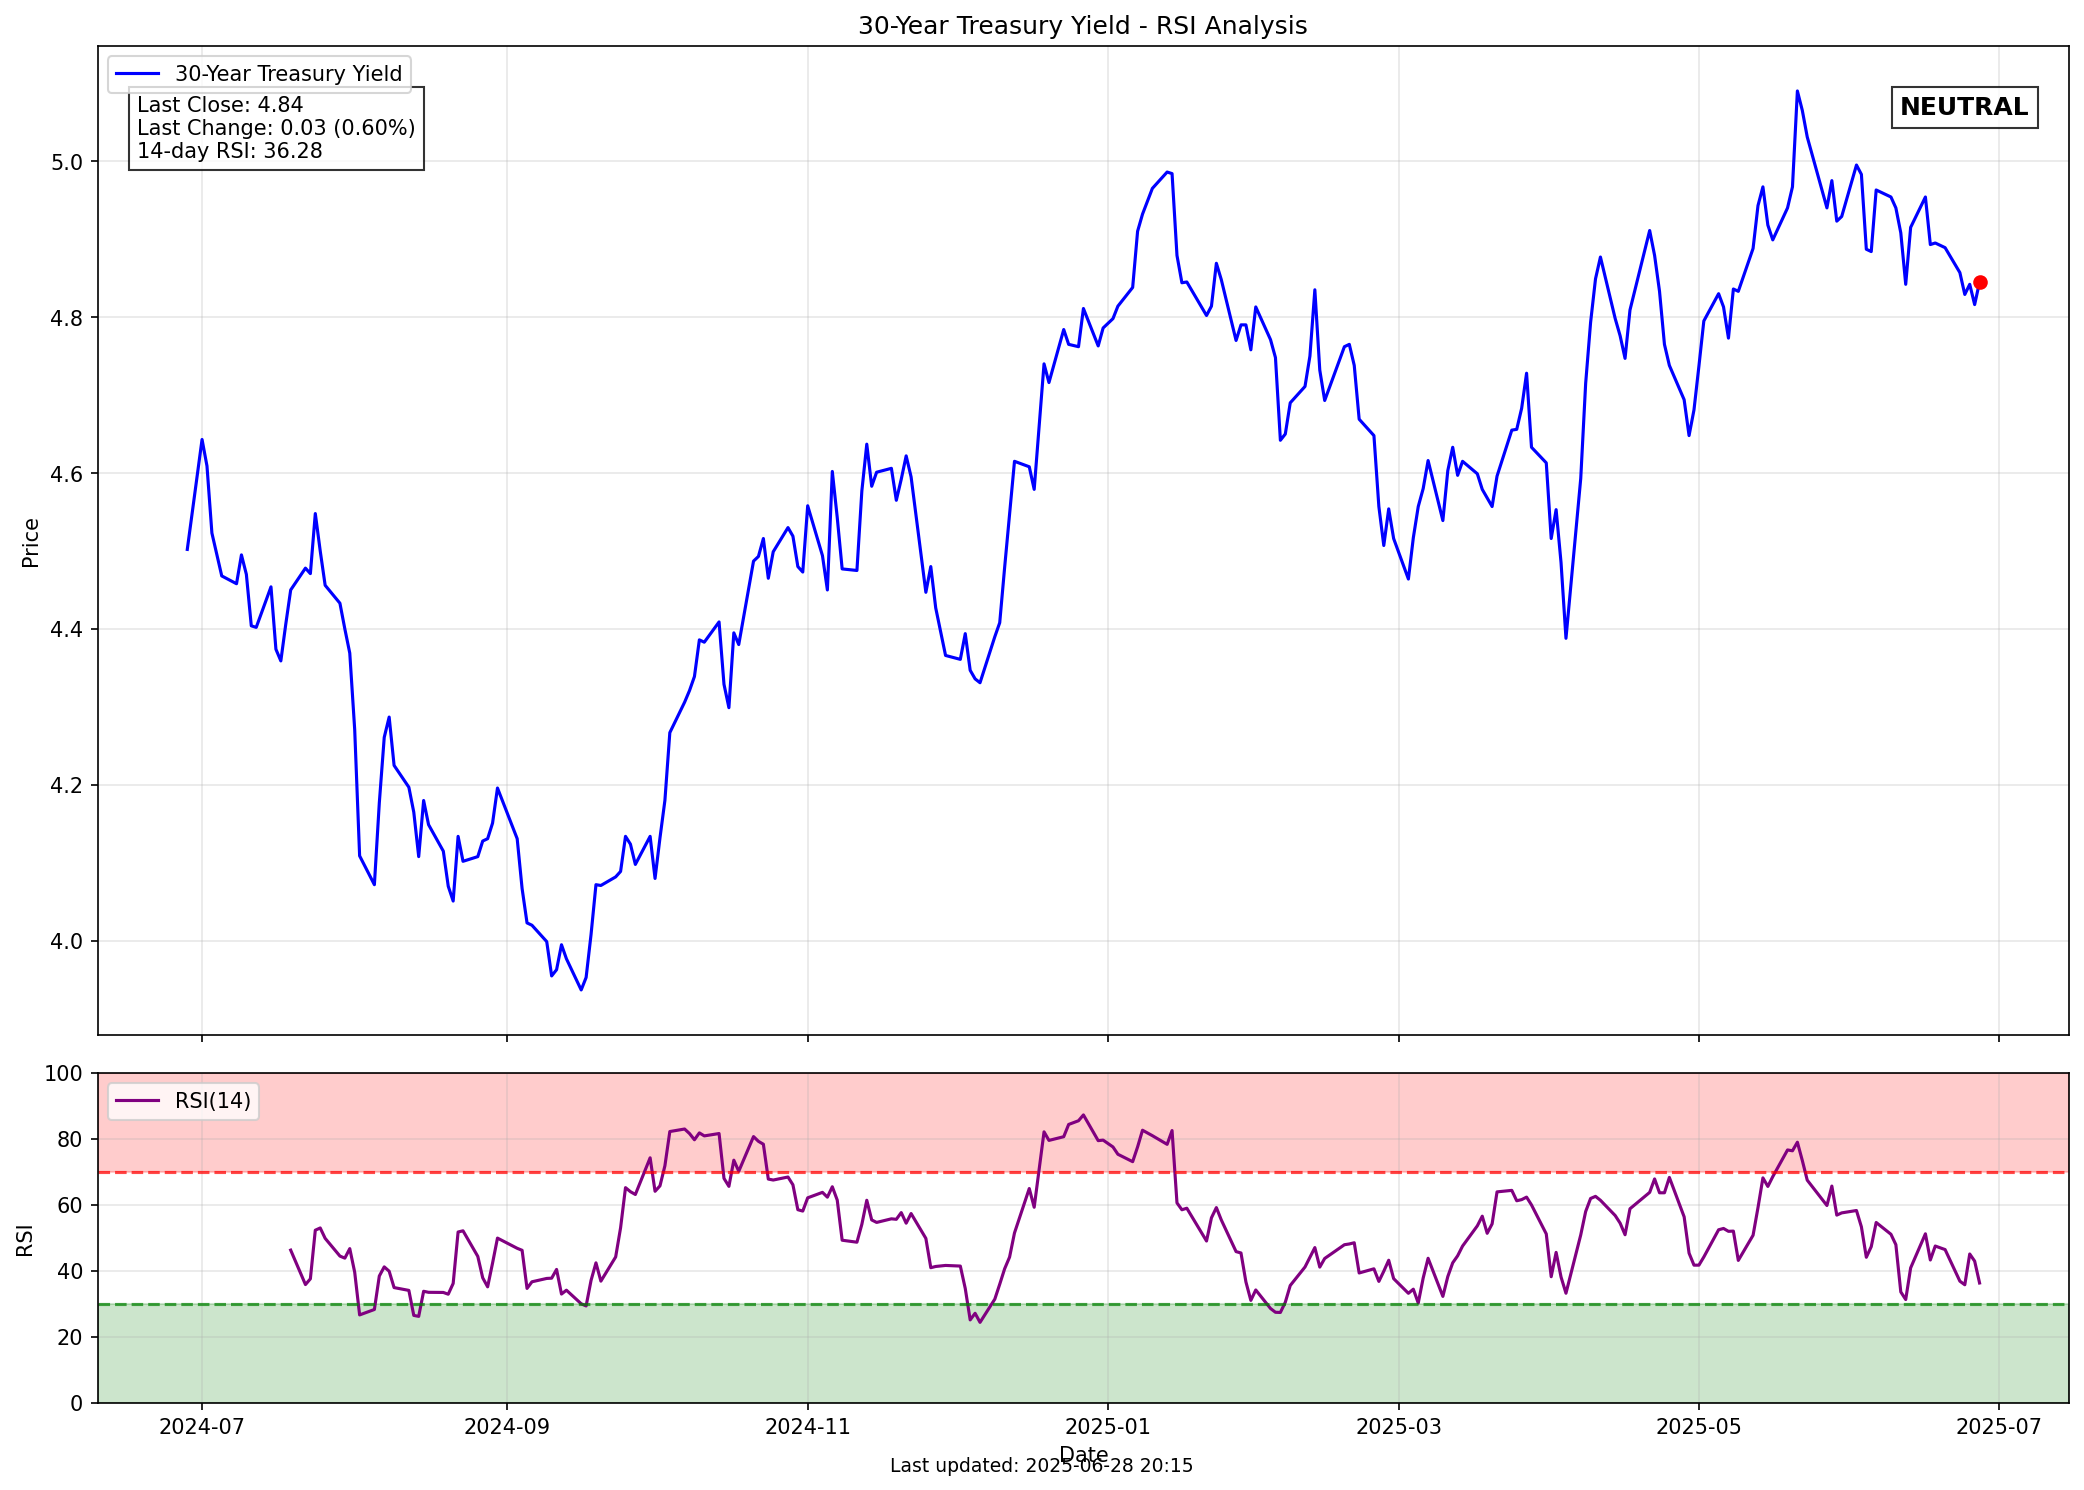 30-Year Treasury Yield - RSI Analysis
30-Year Treasury Yield
Last Close: 4.84
Last Change: 0.03 (0.60%)
14-day RSI: 36.28
NEUTRAL
Price
5.0
4.8
4.6
4.4
4.2
4.0
RSI(14)
RSI
100
80
60
40
20
0
2024-07
2024-09
2024-11
2025-01
2025-03
2025-05
2025-07
Date
Last updated: 2025-06-28 20:15